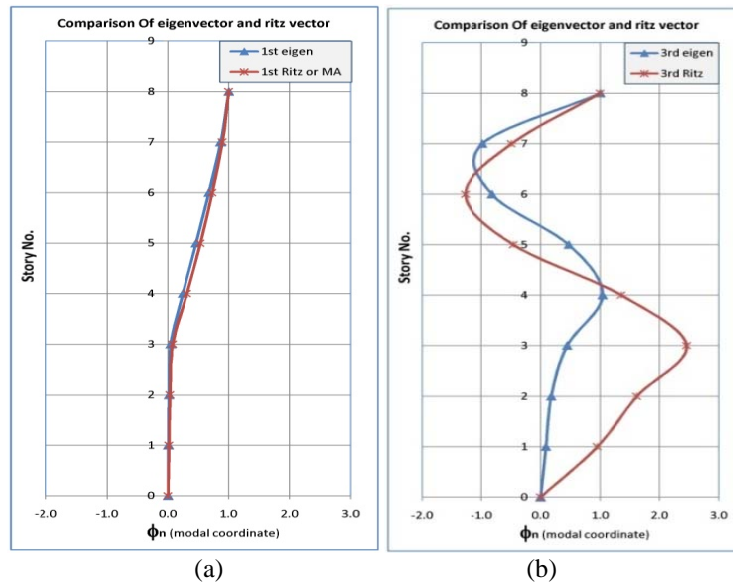 Comparison Of eigenvector and ritz vector
1st eigen
1st Ritz or MA
Story No.
9
8
7
6
5
4
3
2
1
0
-2.0 -1.0 0.0 1.0 2.0 3.0
ϕn (modal coordinate)
(a)
Comparison Of eigenvector and ritz vector
3rd eigen
3rd Ritz
Story No.
9
8
7
6
5
4
3
2
1
0
-2.0 -1.0 0.0 1.0 2.0 3.0
ϕn (modal coordinate)
(b)